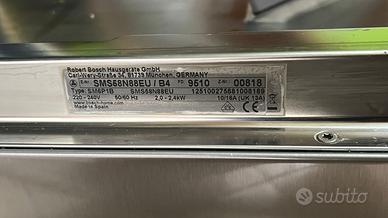 Robert Bosch Hausgeräte GmbH
Carl-Wery-Straße 34, 81739 München, GERMANY
E-Nr. SMS58N88EU / B4 FD 9510 Z-Nr. 00818
Type: SM6P1B SMS58N88EU
220 - 240V 50/60 Hz 2,0 - 2,4kW 10/16A (UK 13A)
www.bosch-home.com
Made in Spain
subito